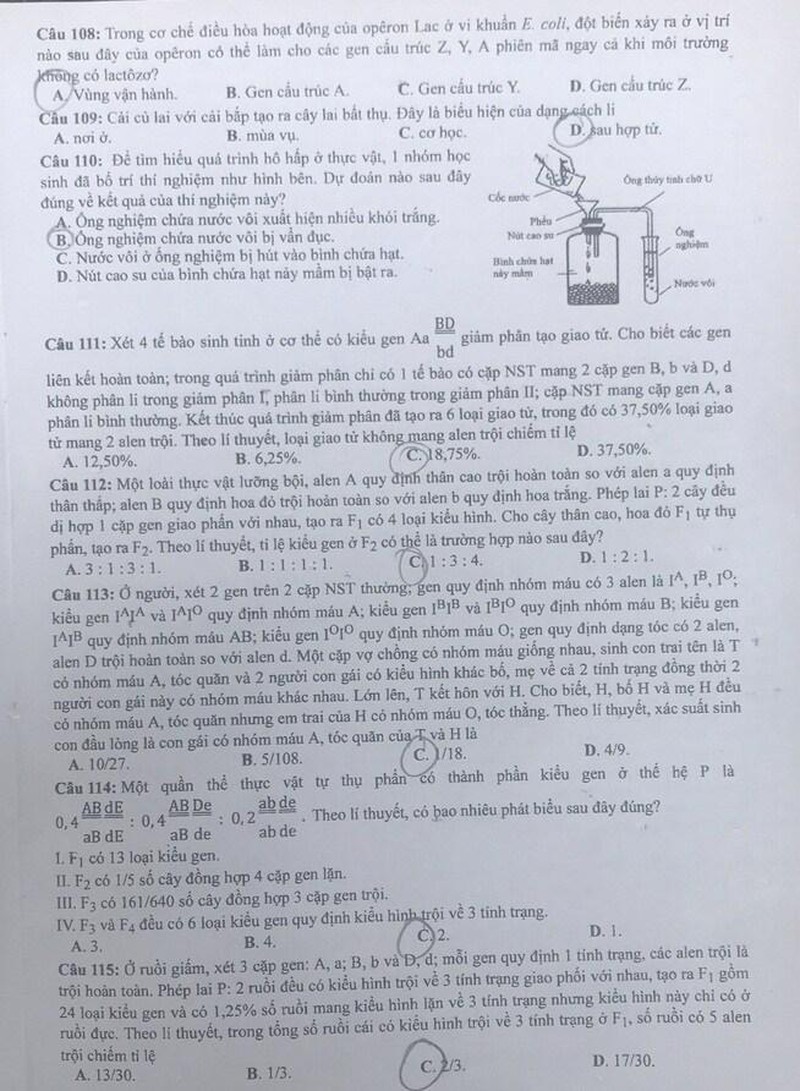 Câu 108: Trong cơ chế điều hòa hoạt động của opêron Lac ở vi khuẩn E. coli, đột biến xảy ra ở vị trí
nào sau đây của opêron có thể làm cho các gen cấu trúc Z, Y, A phiên mã ngay cả khi môi trường
không có lactôzơ?
A. Vùng vận hành. B. Gen cấu trúc A. C. Gen cấu trúc Y. D. Gen cấu trúc Z.
Câu 109: Cải củ lai với cải bắp tạo ra cây lai bất thụ. Đây là biểu hiện của dạng cách li
A. nơi ở. B. mùa vụ. C. cơ học. D. sau hợp tử.
Câu 110: Để tìm hiểu quá trình hô hấp ở thực vật, 1 nhóm học
sinh đã bố trí thí nghiệm như hình bên. Dự đoán nào sau đây
đúng về kết quả của thí nghiệm này?
A. Ống nghiệm chứa nước vôi xuất hiện nhiều khói trắng.
B. Ống nghiệm chứa nước vôi bị vẩn đục.
C. Nước vôi ở ống nghiệm bị hút vào bình chứa hạt.
D. Nút cao su của bình chứa hạt nảy mầm bị bật ra.
Ống thủy tinh chữ U
Cốc nước
Phễu
Nút cao su
Ống
nghiệm
Bình chứa hạt
nảy mầm
Nước vôi
Câu 111: Xét 4 tế bào sinh tinh ở cơ thể có kiểu gen Aa BD/bd giảm phân tạo giao tử. Cho biết các gen
liên kết hoàn toàn; trong quá trình giảm phân chỉ có 1 tế bào có cặp NST mang 2 cặp gen B, b và D, d
không phân li trong giảm phân I, phân li bình thường trong giảm phân II; cặp NST mang cặp gen A, a
phân li bình thường. Kết thúc quá trình giảm phân đã tạo ra 6 loại giao tử, trong đó có 37,50% loại giao
tử mang 2 alen trội. Theo lí thuyết, loại giao tử không mang alen trội chiếm tỉ lệ
A. 12,50%. B. 6,25%. C. 18,75%. D. 37,50%.
Câu 112: Một loài thực vật lưỡng bội, alen A quy định thân cao trội hoàn toàn so với alen a quy định
thân thấp; alen B quy định hoa đỏ trội hoàn toàn so với alen b quy định hoa trắng. Phép lai P: 2 cây đều
dị hợp 1 cặp gen giao phấn với nhau, tạo ra F1 có 4 loại kiểu hình. Cho cây thân cao, hoa đỏ F1 tự thụ
phấn, tạo ra F2. Theo lí thuyết, tỉ lệ kiểu gen ở F2 có thể là trường hợp nào sau đây?
A. 3 : 1 : 3 : 1. B. 1 : 1 : 1 : 1. C. 1 : 3 : 4. D. 1 : 2 : 1.
Câu 113: Ở người, xét 2 gen trên 2 cặp NST thường; gen quy định nhóm máu có 3 alen là I^A, I^B, I^O;
kiểu gen I^AI^A và I^AI^O quy định nhóm máu A; kiểu gen I^BI^B và I^BI^O quy định nhóm máu B; kiểu gen
I^AI^B quy định nhóm máu AB; kiểu gen I^OI^O quy định nhóm máu O; gen quy định dạng tóc có 2 alen,
alen D trội hoàn toàn so với alen d. Một cặp vợ chồng có nhóm máu giống nhau, sinh con trai tên là T
có nhóm máu A, tóc quăn và 2 người con gái có kiểu hình khác bố, mẹ về cả 2 tính trạng đồng thời 2
người con gái này có nhóm máu khác nhau. Lớn lên, T kết hôn với H. Cho biết, H, bố H và mẹ H đều
có nhóm máu A, tóc quăn nhưng em trai của H có nhóm máu O, tóc thẳng. Theo lí thuyết, xác suất sinh
con đầu lòng là con gái có nhóm máu A, tóc quăn của T và H là
A. 10/27. B. 5/108. C. 1/18. D. 4/9.
Câu 114: Một quần thể thực vật tự thụ phấn có thành phần kiểu gen ở thế hệ P là
0,4 AB/aB dE/dE : 0,4 AB/aB De/de : 0,2 ab/ab de/de. Theo lí thuyết, có bao nhiêu phát biểu sau đây đúng?
I. F1 có 13 loại kiểu gen.
II. F2 có 1/5 số cây đồng hợp 4 cặp gen lặn.
III. F3 có 161/640 số cây đồng hợp 3 cặp gen trội.
IV. F3 và F4 đều có 6 loại kiểu gen quy định kiểu hình trội về 3 tính trạng.
A. 3. B. 4. C. 2. D. 1.
Câu 115: Ở ruồi giấm, xét 3 cặp gen: A, a; B, b và D, d; mỗi gen quy định 1 tính trạng, các alen trội là
trội hoàn toàn. Phép lai P: 2 ruồi đều có kiểu hình trội về 3 tính trạng giao phối với nhau, tạo ra F1 gồm
24 loại kiểu gen và có 1,25% số ruồi mang kiểu hình lặn về 3 tính trạng nhưng kiểu hình này chỉ có ở
ruồi đực. Theo lí thuyết, trong tổng số ruồi cái có kiểu hình trội về 3 tính trạng ở F1, số ruồi có 5 alen
trội chiếm tỉ lệ
A. 13/30. B. 1/3. C. 2/3. D. 17/30.